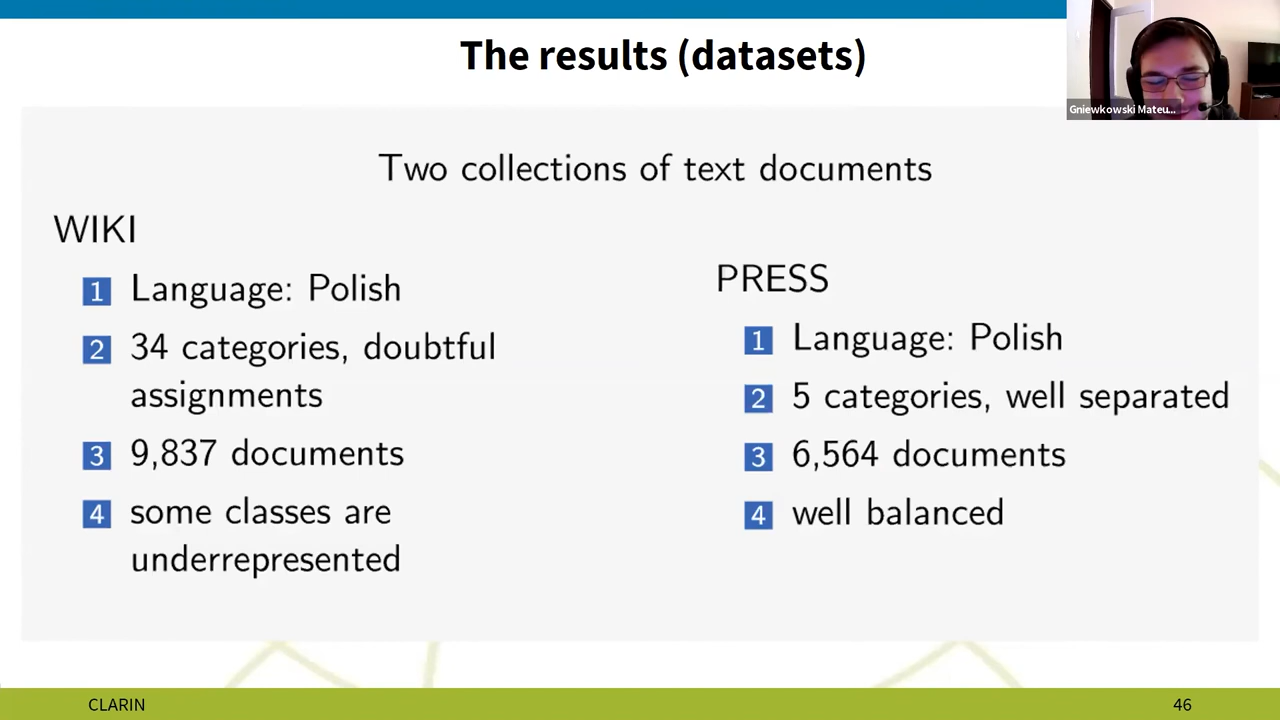 The results (datasets)
Gniewkowski Mateu...
Two collections of text documents
WIKI
1 Language: Polish
2 34 categories, doubtful
assignments
3 9,837 documents
4 some classes are
underrepresented
PRESS
1 Language: Polish
2 5 categories, well separated
3 6,564 documents
4 well balanced
CLARIN
46